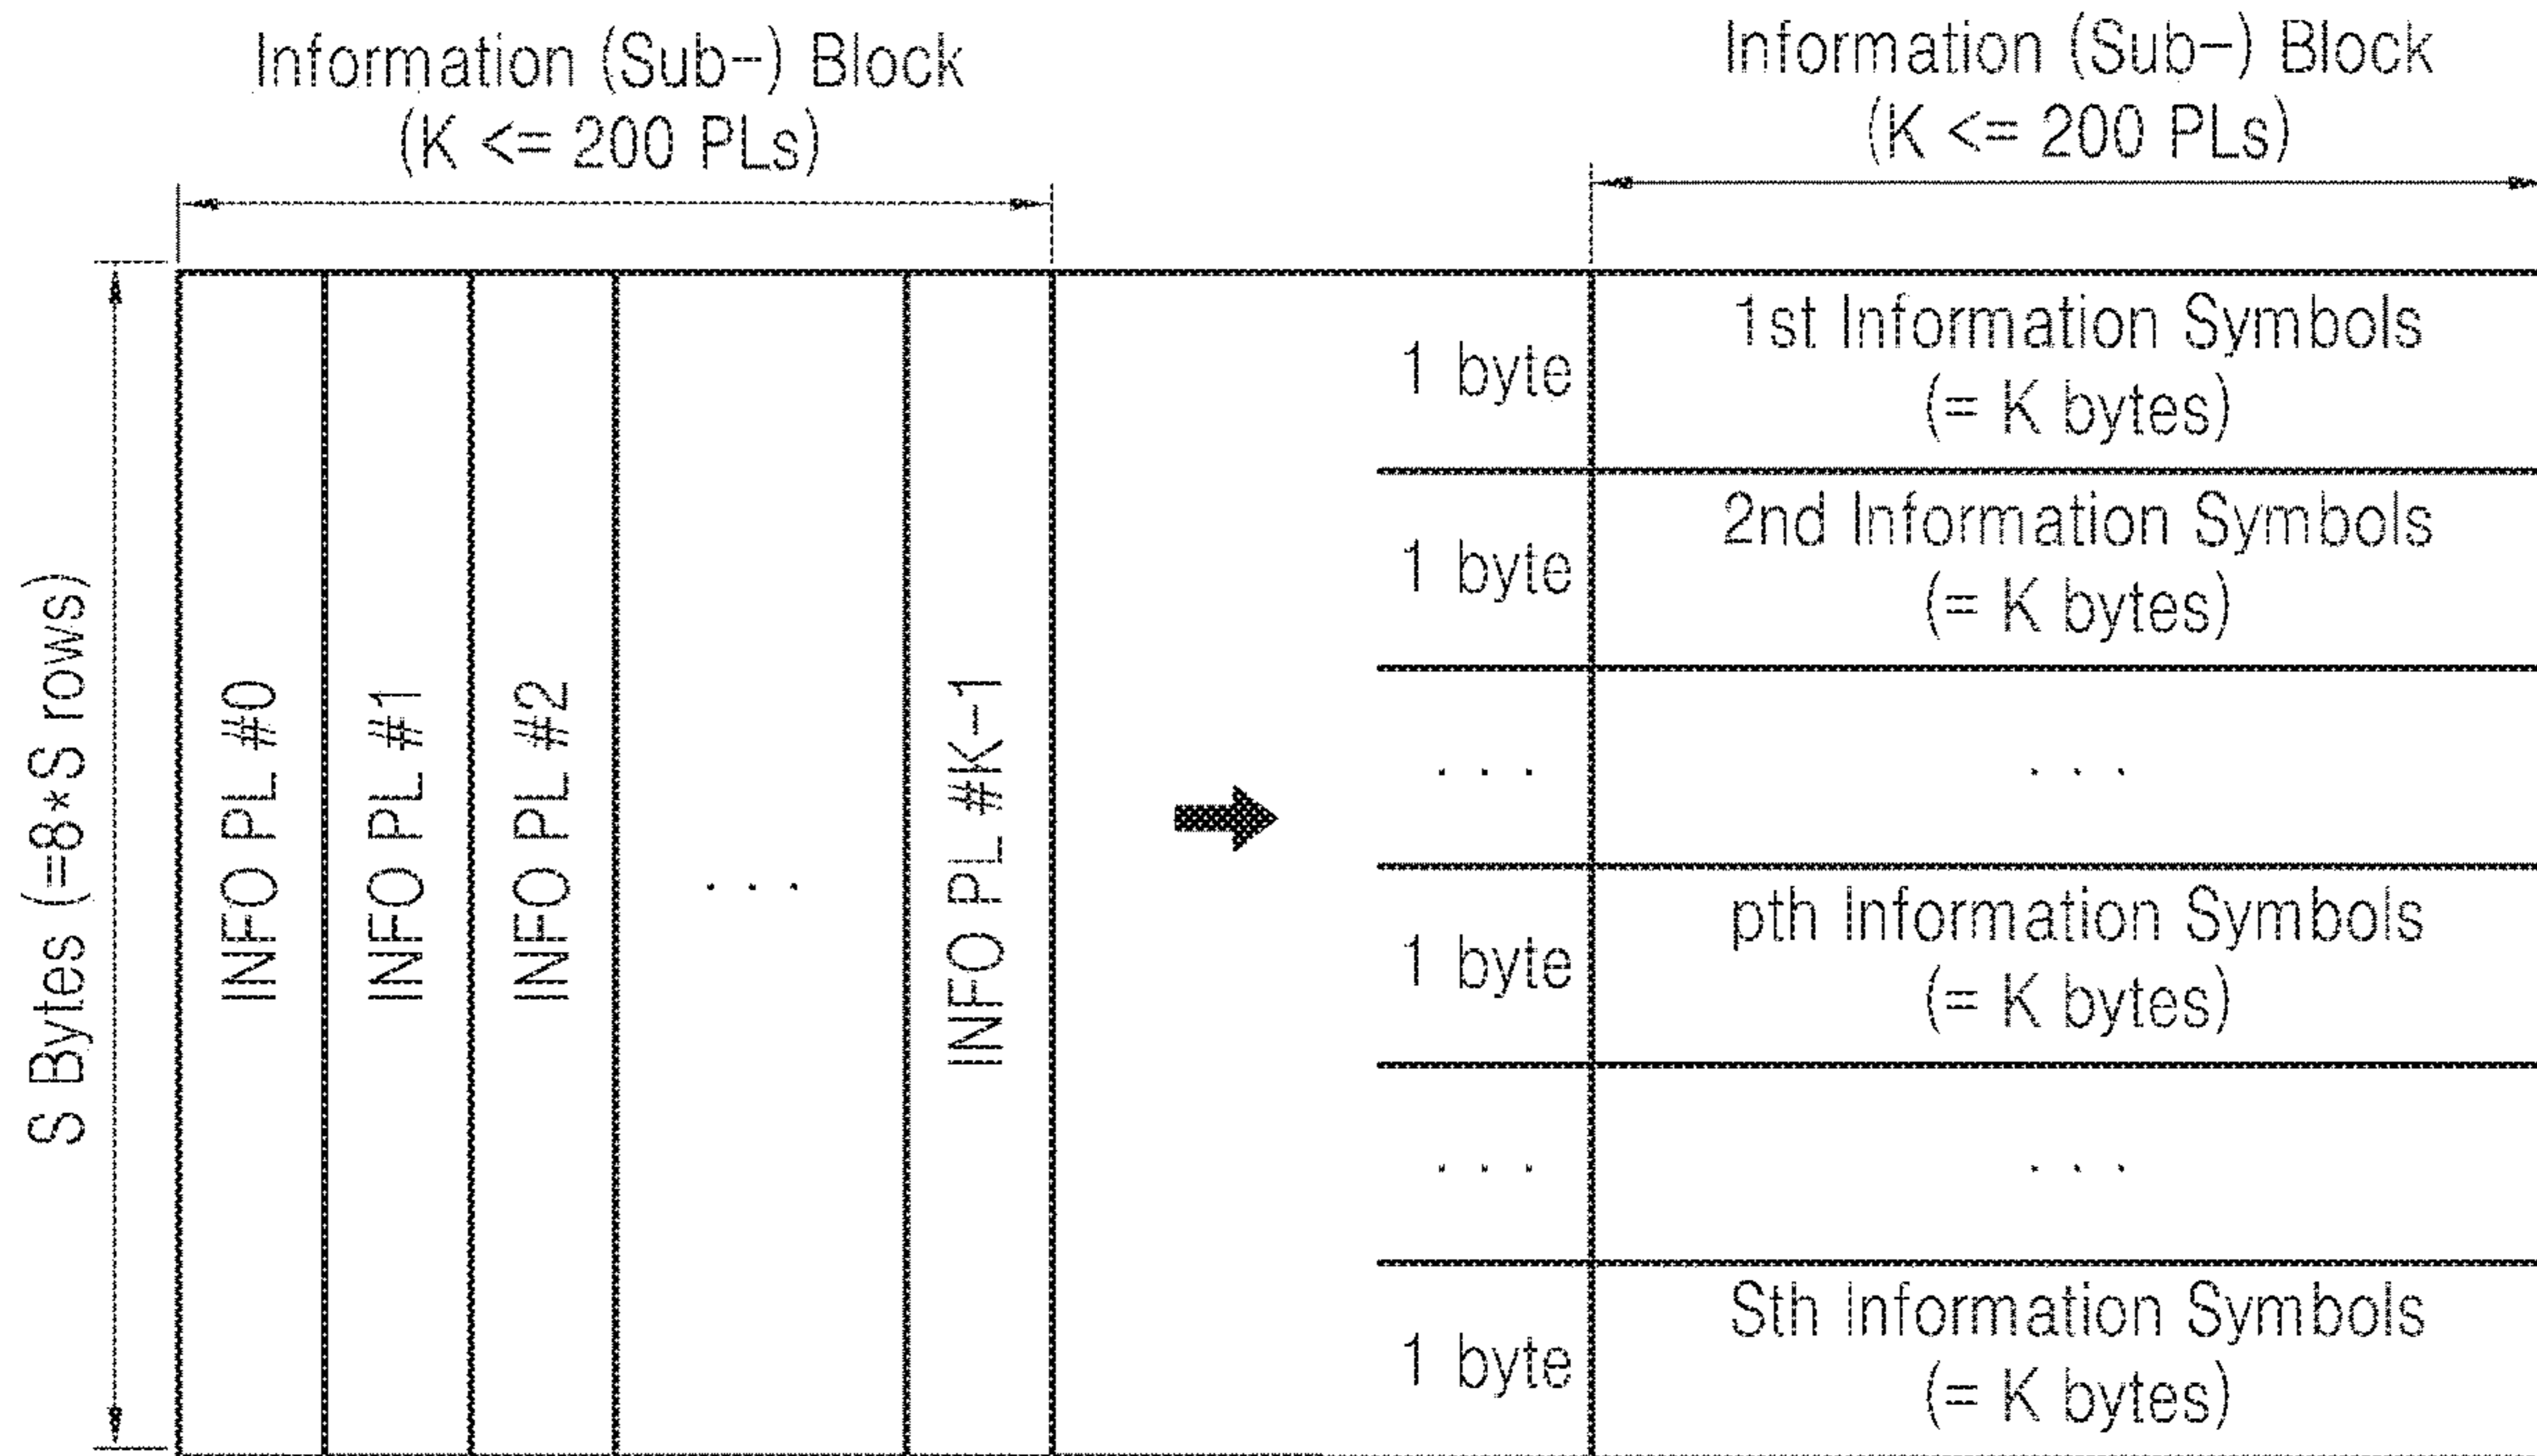 Information (Sub-) Block
(K <= 200 PLs)
S Bytes (=8*S rows)
INFO PL #0
INFO PL #1
INFO PL #2
. . .
INFO PL #K-1
Information (Sub-) Block
(K <= 200 PLs)
1 byte
1st Information Symbols
(= K bytes)
1 byte
2nd Information Symbols
(= K bytes)
. . .
. . .
1 byte
pth Information Symbols
(= K bytes)
. . .
. . .
1 byte
Sth Information Symbols
(= K bytes)